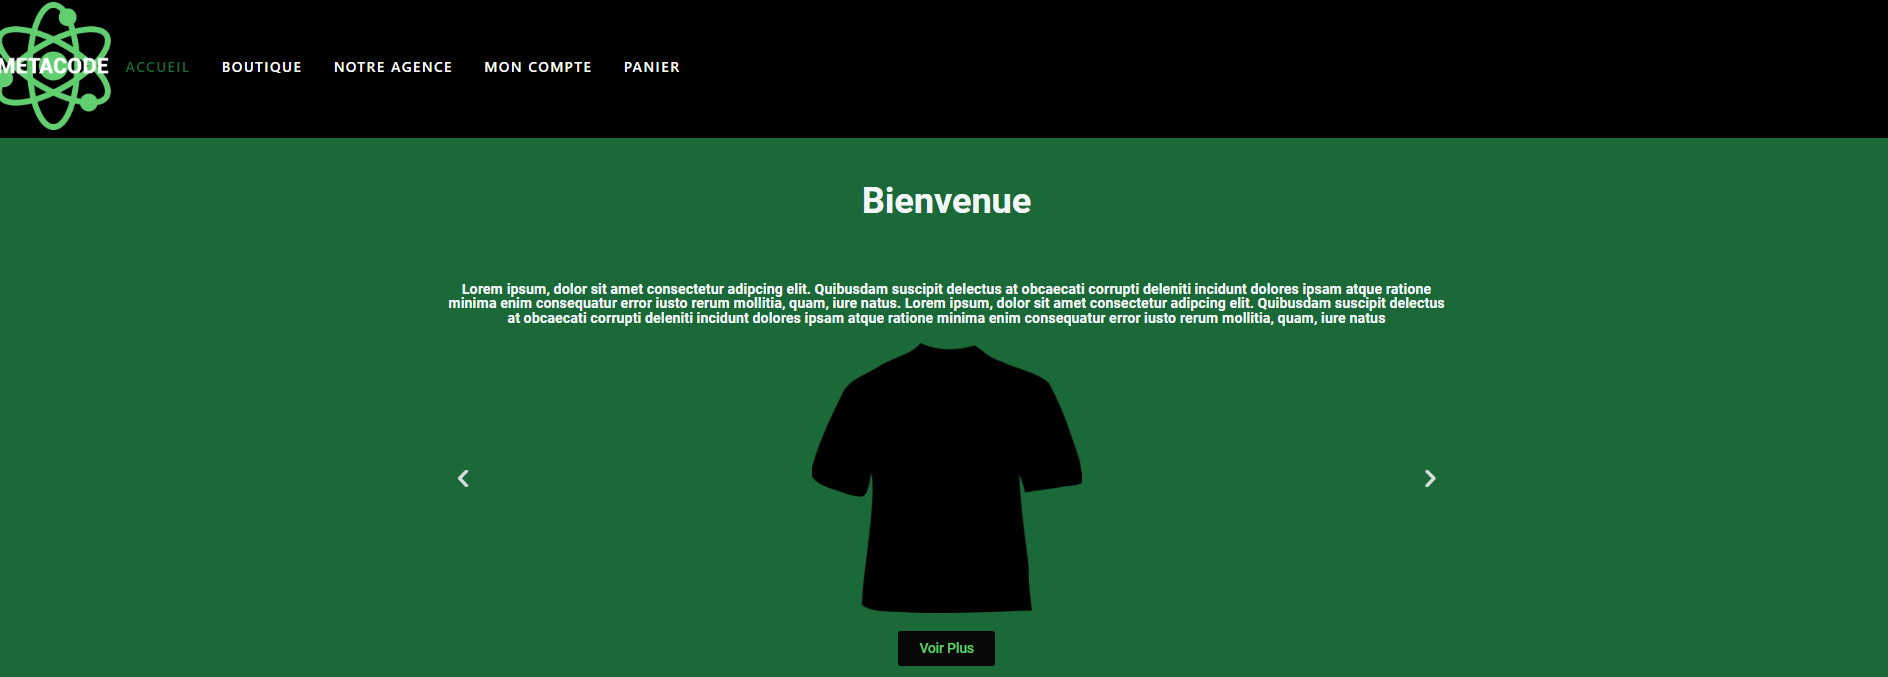 METACODE
ACCUEIL BOUTIQUE NOTRE AGENCE MON COMPTE PANIER
Bienvenue
Lorem ipsum, dolor sit amet consectetur adipcing elit. Quibusdam suscipit delectus at obcaecati corrupti deleniti incidunt dolores ipsam atque ratione
minima enim consequatur error iusto rerum mollitia, quam, iure natus. Lorem ipsum, dolor sit amet consectetur adipcing elit. Quibusdam suscipit delectus
at obcaecati corrupti deleniti incidunt dolores ipsam atque ratione minima enim consequatur error iusto rerum mollitia, quam, iure natus
Voir Plus